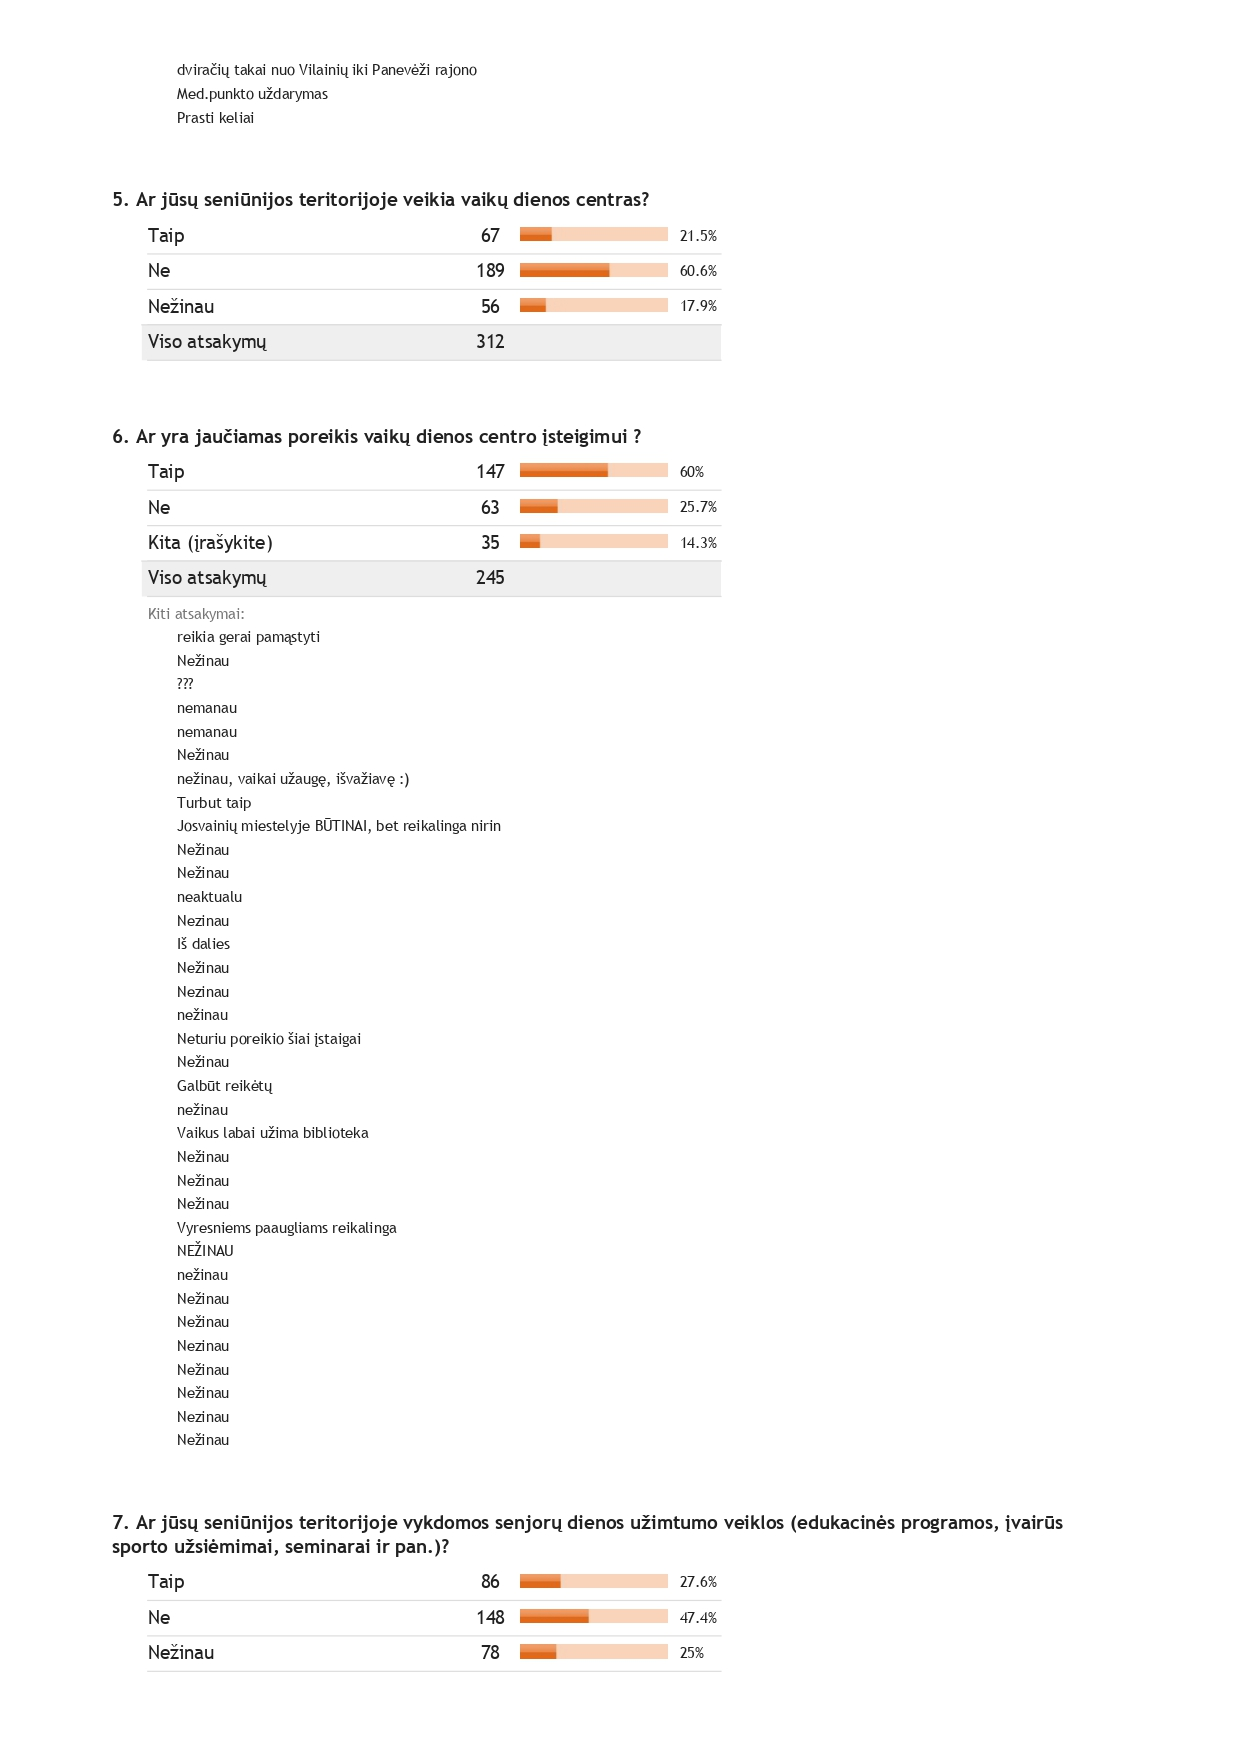 dviračių takai nuo Vilainių iki Panevėži rajono
Med.punkto uždarymas
Prasti keliai
5. Ar jūsų seniūnijos teritorijoje veikia vaikų dienos centras?
Taip 67 21.5%
Ne 189 60.6%
Nežinau 56 17.9%
Viso atsakymų 312
6. Ar yra jaučiamas poreikis vaikų dienos centro įsteigimui ?
Taip 147 60%
Ne 63 25.7%
Kita (įrašykite) 35 14.3%
Viso atsakymų 245
Kiti atsakymai:
reikia gerai pamąstyti
Nežinau
???
nemanau
nemanau
Nežinau
nežinau, vaikai užaugę, išvažiavę :)
Turbut taip
Josvainių miestelyje BŪTINAI, bet reikalinga nirin
Nežinau
Nežinau
neaktualu
Nezinau
Iš dalies
Nežinau
Nezinau
nežinau
Neturiu poreikio šiai įstaigai
Nežinau
Galbūt reikėtų
nežinau
Vaikus labai užima biblioteka
Nežinau
Nežinau
Nežinau
Vyresniems paaugliams reikalinga
NEŽINAU
nežinau
Nežinau
Nežinau
Nezinau
Nežinau
Nežinau
Nezinau
Nežinau
7. Ar jūsų seniūnijos teritorijoje vykdomos senjorų dienos užimtumo veiklos (edukacinės programos, įvairūs
sporto užsiėmimai, seminarai ir pan.)?
Taip 86 27.6%
Ne 148 47.4%
Nežinau 78 25%